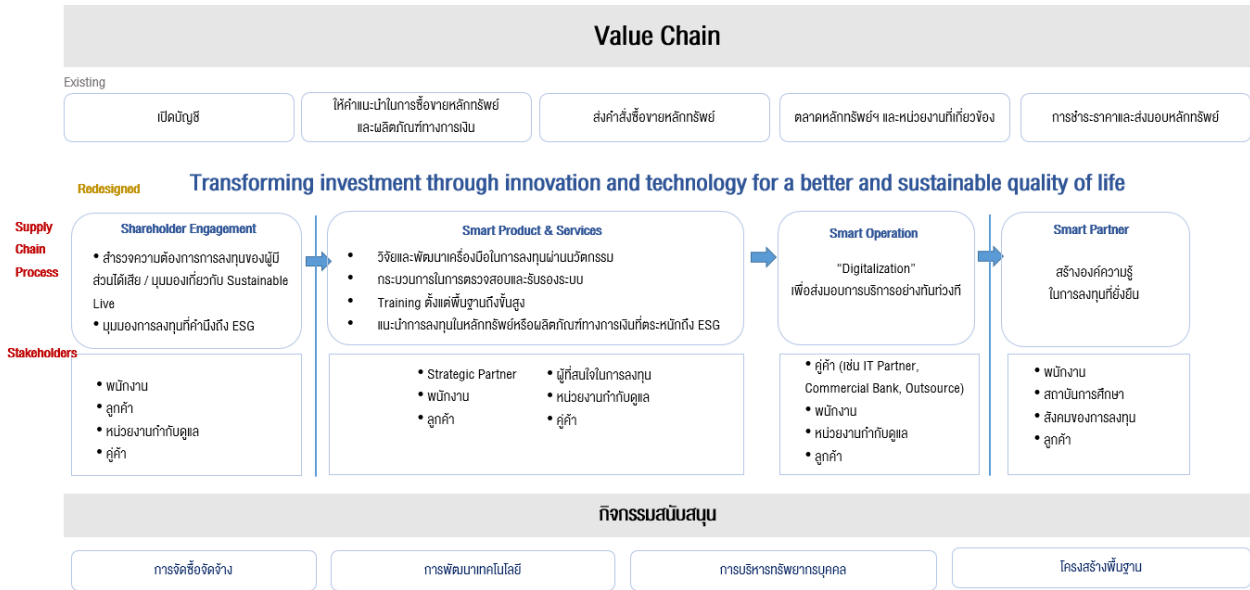 Value Chain
Existing
เปิดบัญชี
ให้คำแนะนำในการซื้อขายหลักทรัพย์
และผลิตภัณฑ์ทางการเงิน
ส่งคำสั่งซื้อขายหลักทรัพย์
ตลาดหลักทรัพย์ฯ และหน่วยงานที่เกี่ยวข้อง
การชำระราคาและส่งมอบหลักทรัพย์
Redesigned
Transforming investment through innovation and technology for a better and sustainable quality of life
Supply
Chain
Process
Shareholder Engagement
• สำรวจความต้องการการลงทุนของผู้มี
ส่วนได้เสีย / มุมมองเกี่ยวกับ Sustainable
Live
• มุมมองการลงทุนที่คำนึงถึง ESG
Smart Product & Services
• วิจัยและพัฒนาเครื่องมือในการลงทุนผ่านนวัตกรรม
• กระบวนการในการตรวจสอบและรับรองระบบ
• Training ตั้งแต่พื้นฐานถึงขั้นสูง
• แนะนำการลงทุนในหลักทรัพย์หรือผลิตภัณฑ์ทางการเงินที่ตระหนักถึง ESG
Smart Operation
"Digitalization"
เพื่อส่งมอบการบริการอย่างทันท่วงที
Smart Partner
สร้างองค์ความรู้
ในการลงทุนที่ยั่งยืน
Stakeholders
• พนักงาน
• ลูกค้า
• หน่วยงานกำกับดูแล
• คู่ค้า
• Strategic Partner
• พนักงาน
• ลูกค้า
• ผู้ที่สนใจในการลงทุน
• หน่วยงานกำกับดูแล
• คู่ค้า
• คู่ค้า (เช่น IT Partner,
Commercial Bank, Outsource)
• พนักงาน
• หน่วยงานกำกับดูแล
• ลูกค้า
• พนักงาน
• สถาบันการศึกษา
• สังคมของการลงทุน
• ลูกค้า
กิจกรรมสนับสนุน
การจัดซื้อจัดจ้าง
การพัฒนาเทคโนโลยี
การบริหารทรัพยากรบุคคล
โครงสร้างพื้นฐาน